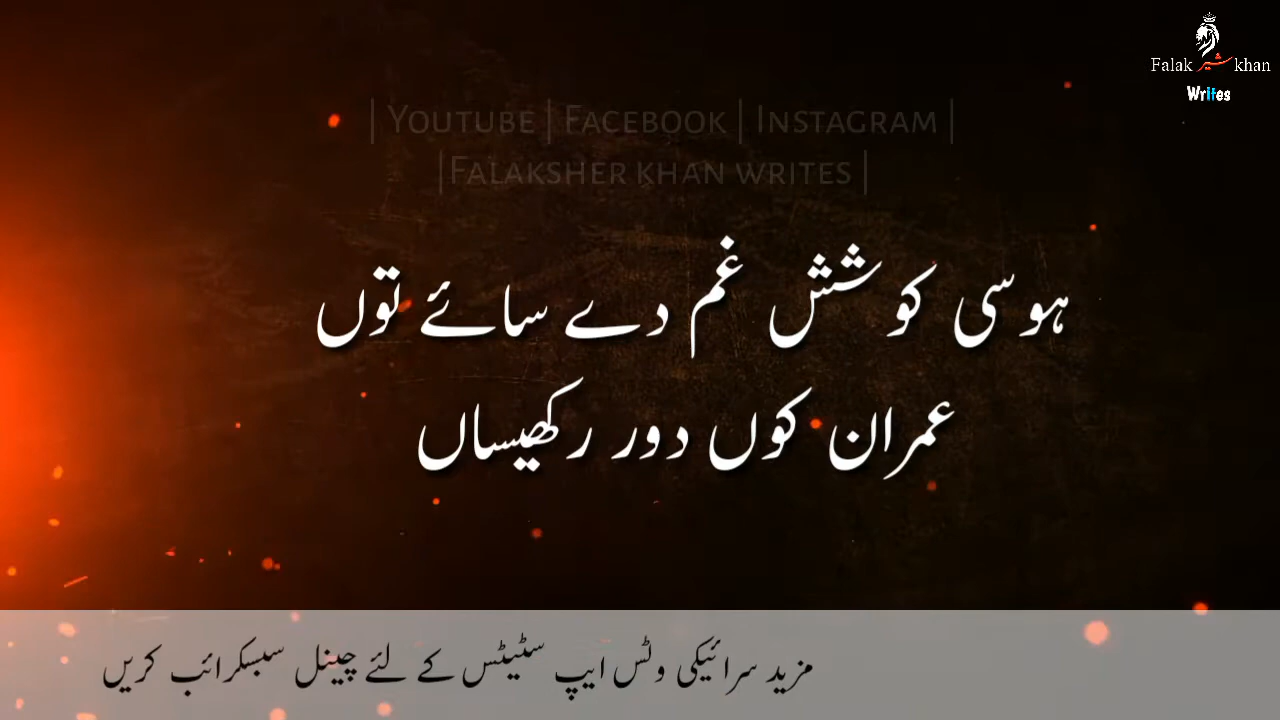 Falak شیر khan
Writes
| YOUTUBE | FACEBOOK | INSTAGRAM |
| FALAKSHER KHAN WRITES |
ہوسی کوشش غم دے سائے توں
عمران کوں دور رکھیساں
مزید سرائیکی وٹس ایپ سٹیٹس کے لئے چینل سبسکرائب کریں